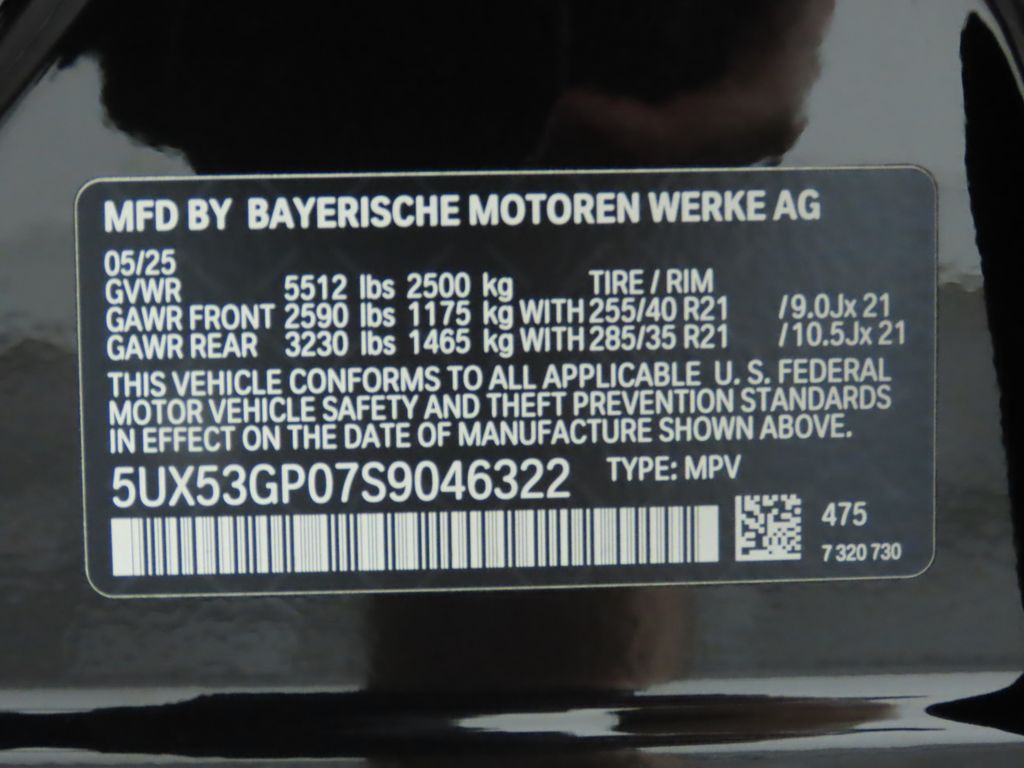 MFD BY BAYERISCHE MOTOREN WERKE AG
05/25
GVWR 5512 lbs 2500 kg TIRE / RIM
GAWR FRONT 2590 lbs 1175 kg WITH 255/40 R21 /9.0Jx 21
GAWR REAR 3230 lbs 1465 kg WITH 285/35 R21 /10.5Jx 21
THIS VEHICLE CONFORMS TO ALL APPLICABLE U. S. FEDERAL
MOTOR VEHICLE SAFETY AND THEFT PREVENTION STANDARDS
IN EFFECT ON THE DATE OF MANUFACTURE SHOWN ABOVE.
5UX53GP07S9046322 TYPE: MPV
475
7 320 730